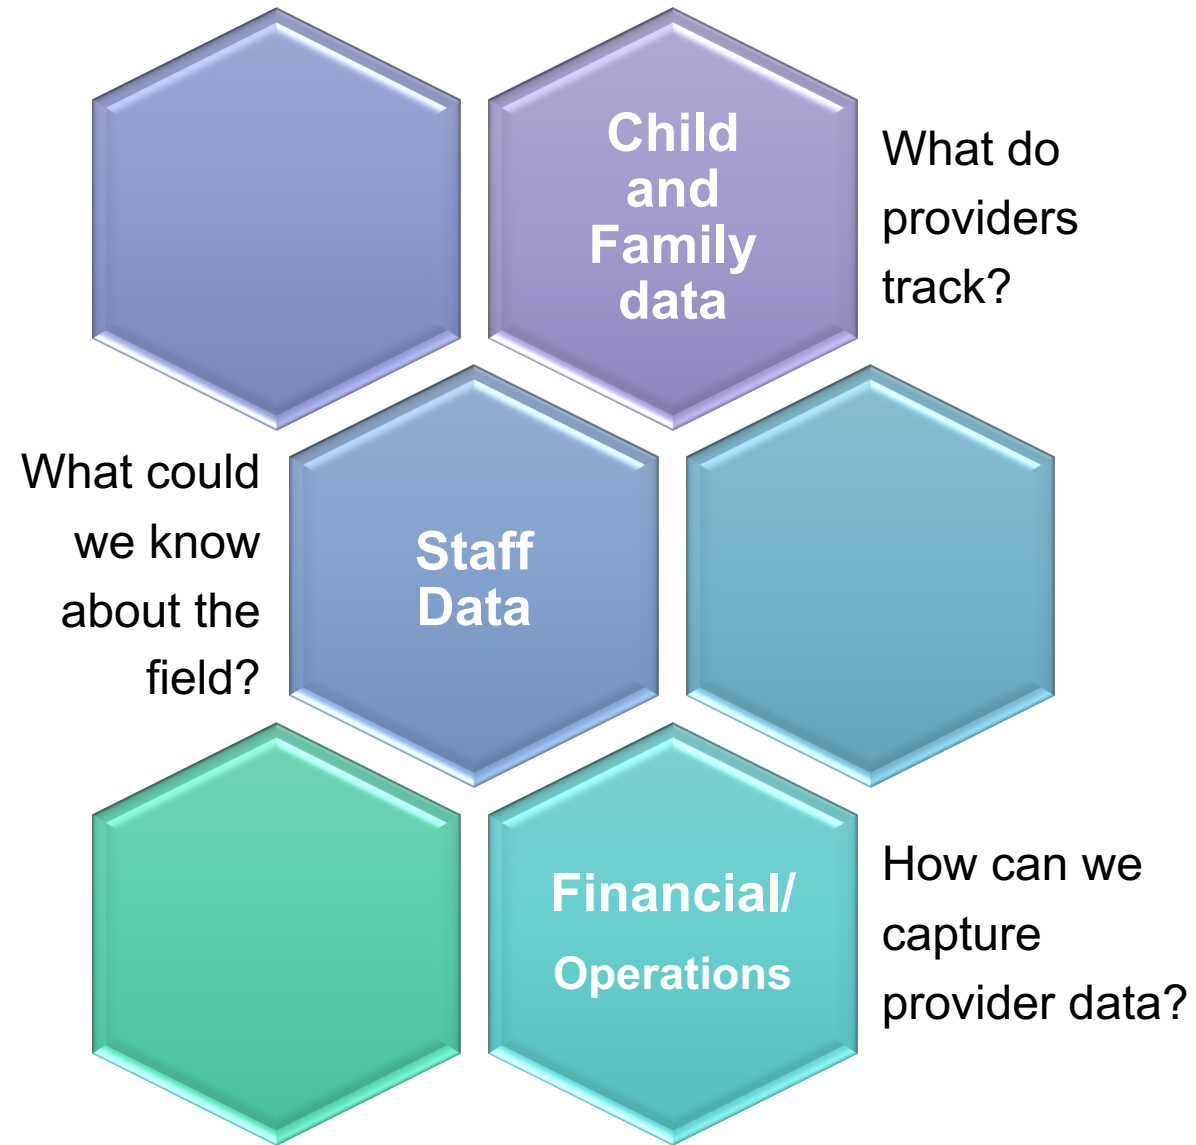 Child
and
Family
data
What do
providers
track?
What could
we know
about the
field?
Staff
Data
Financial/
Operations
How can we
capture
provider data?